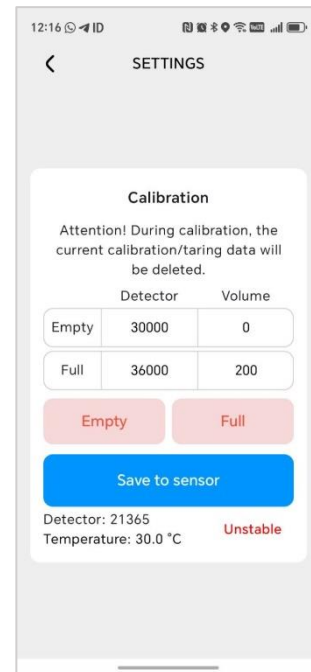 12:16 ID
SETTINGS
Calibration
Attention! During calibration, the
current calibration/taring data will
be deleted.
Detector Volume
Empty 30000 0
Full 36000 200
Empty Full
Save to sensor
Detector: 21365
Temperature: 30.0 °C
Unstable